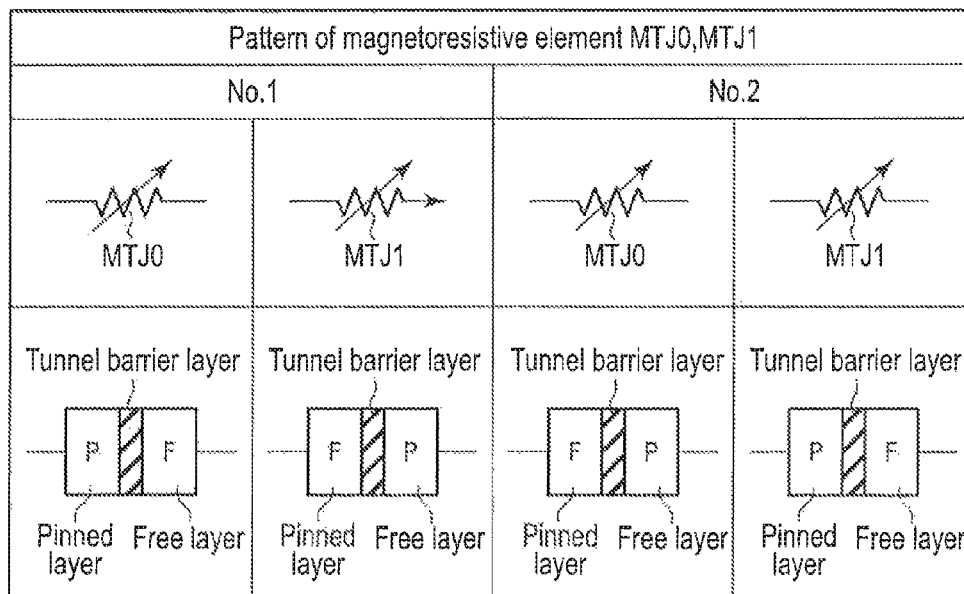 Pattern of magnetoresistive element MTJ0,MTJ1
No.1 No.2
MTJ0 MTJ1 MTJ0 MTJ1
Tunnel barrier layer Tunnel barrier layer Tunnel barrier layer Tunnel barrier layer
P F F P F P P F
Pinned layer Free layer Pinned layer Free layer Pinned layer Free layer Pinned layer Free layer